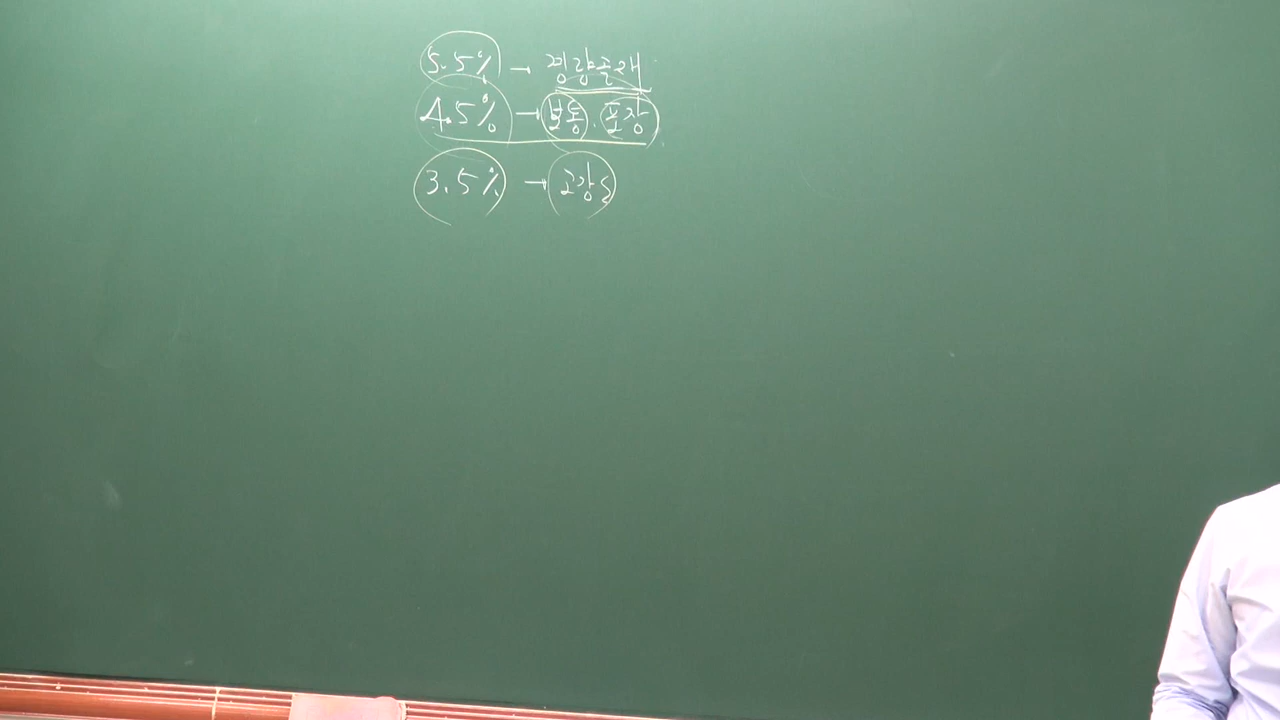 5.5% → 경량골재
4.5% → 보통. 포장
3.5% → 고강도